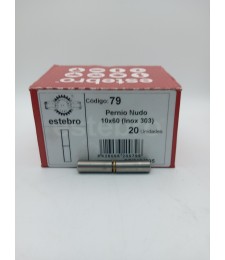 Código: 79
estebro
Pernio Nudo
10x60 (Inox 303)
20 Unidades
estebro